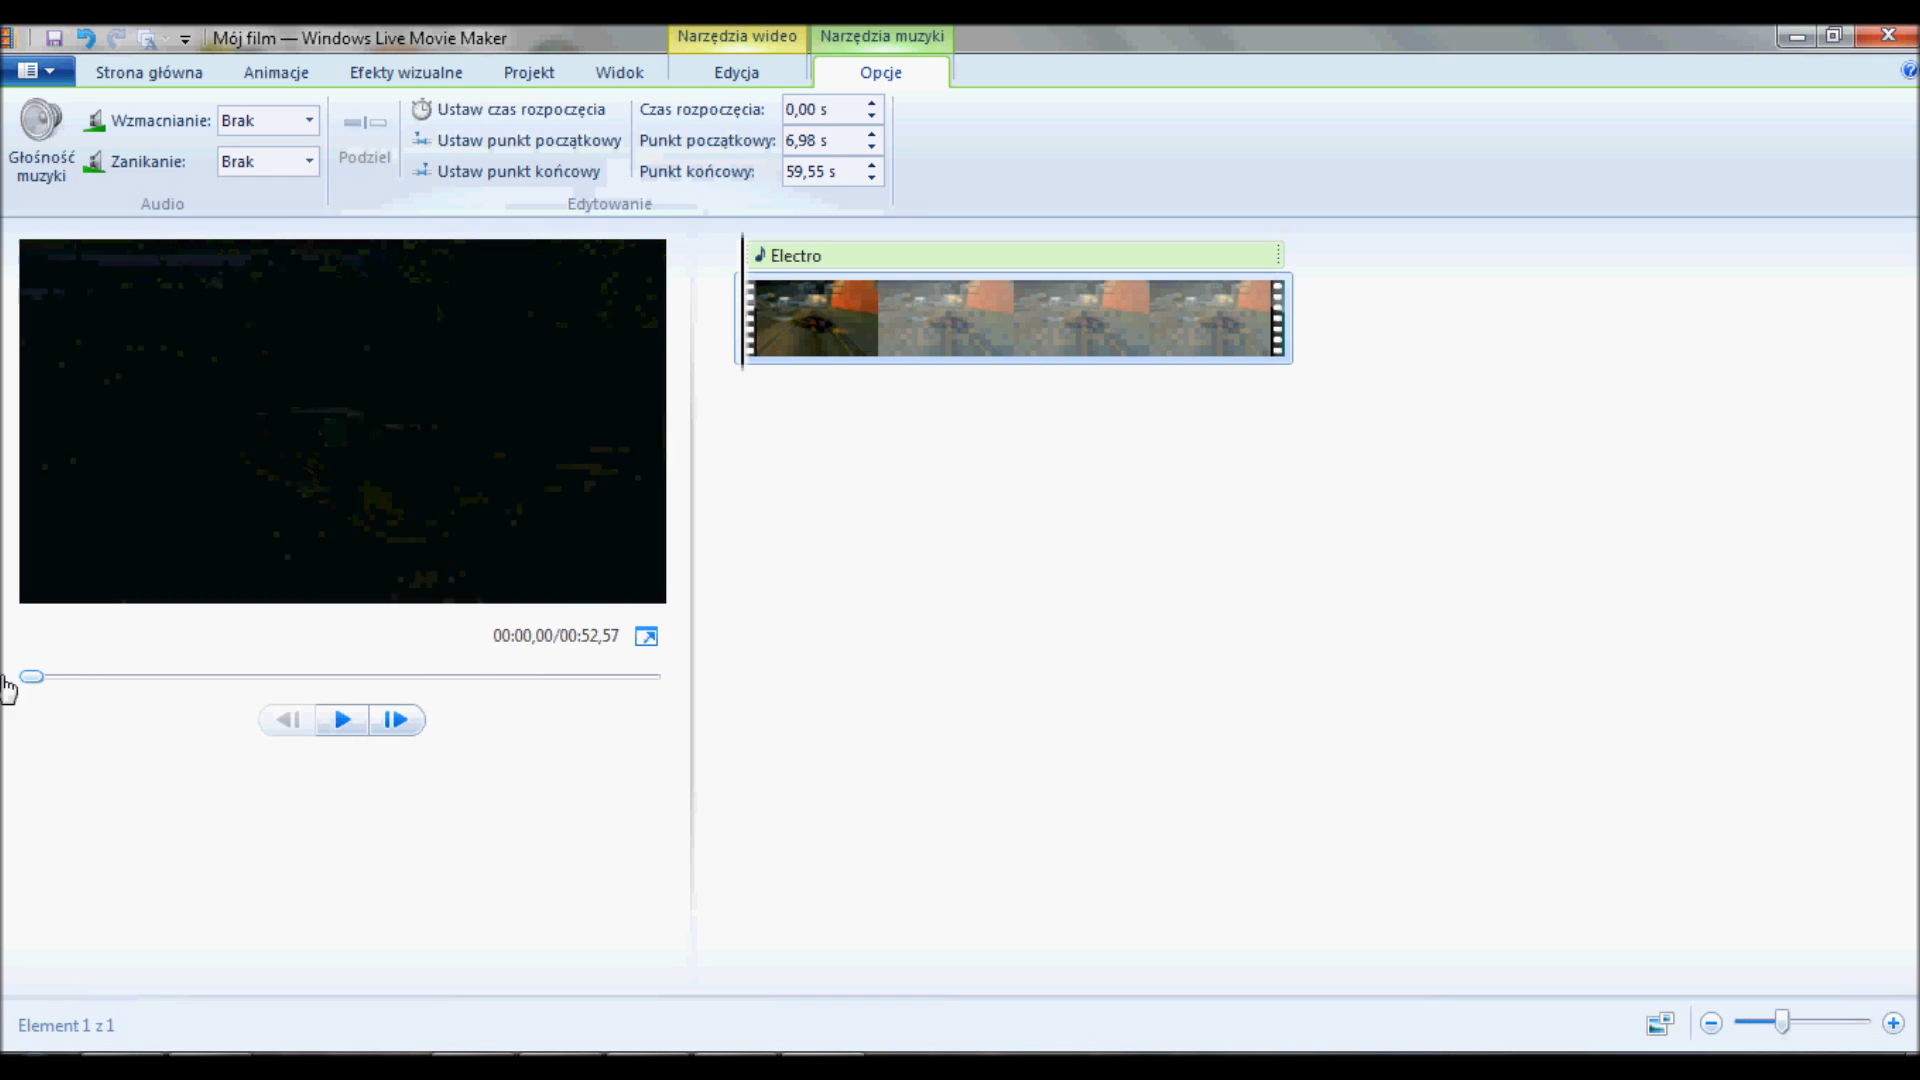 Mój film — Windows Live Movie Maker
Narzędzia wideo
Narzędzia muzyki
Strona główna
Animacje
Efekty wizualne
Projekt
Widok
Edycja
Opcje
Głośność
muzyki
Wzmacnianie: Brak
Zanikanie: Brak
Audio
Podziel
Ustaw czas rozpoczęcia
Ustaw punkt początkowy
Ustaw punkt końcowy
Czas rozpoczęcia: 0,00 s
Punkt początkowy: 6,98 s
Punkt końcowy: 59,55 s
Edytowanie
Electro
00:00,00/00:52,57
Element 1 z 1